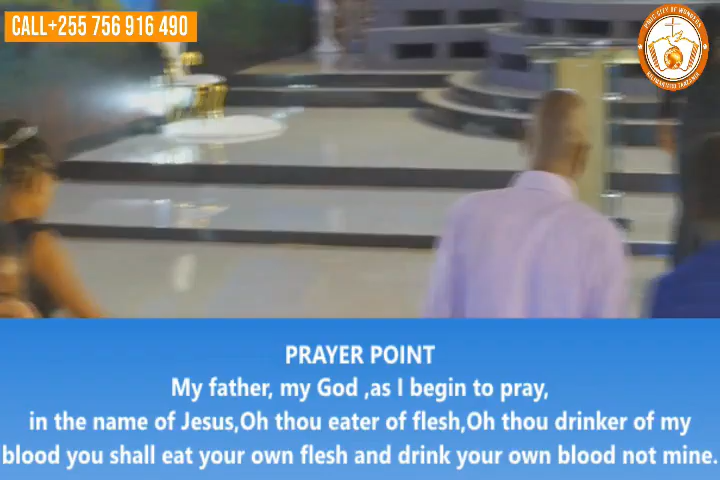 CALL+255 756 916 490
PRAYER POINT
My father, my God ,as I begin to pray,
in the name of Jesus,Oh thou eater of flesh,Oh thou drinker of my
blood you shall eat your own flesh and drink your own blood not mine.